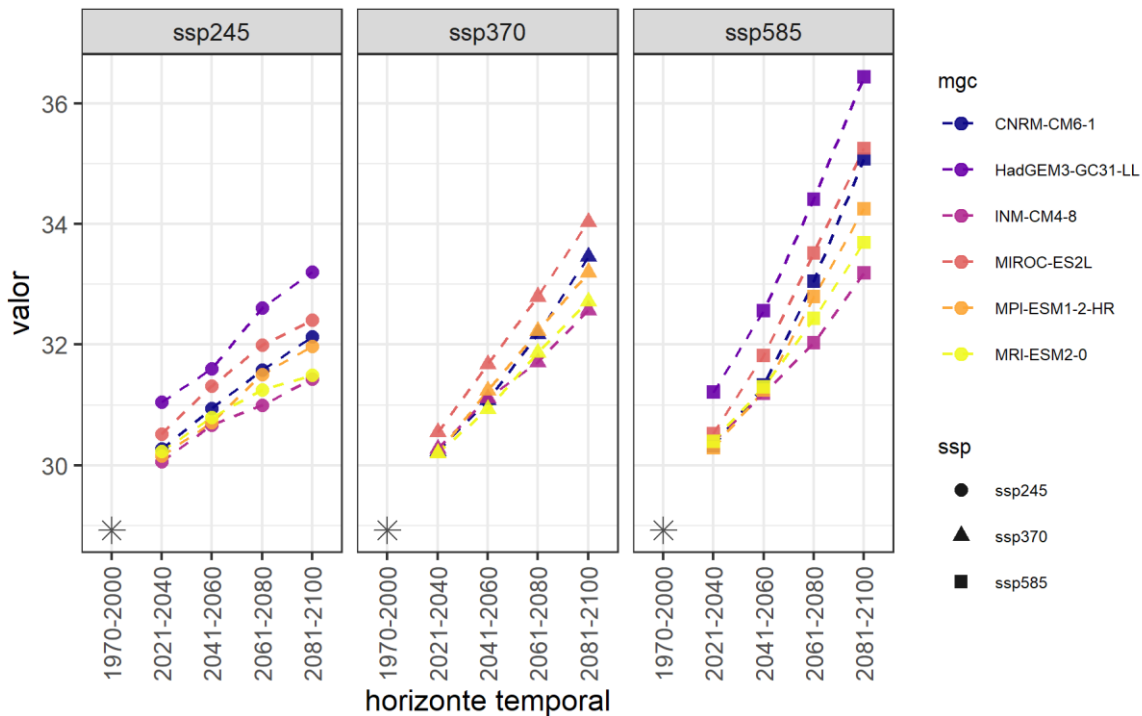 ssp245
ssp370
ssp585
36
34
32
30
valor
1970-2000
2021-2040
2041-2060
2061-2080
2081-2100
1970-2000
2021-2040
2041-2060
2061-2080
2081-2100
1970-2000
2021-2040
2041-2060
2061-2080
2081-2100
horizonte temporal
mgc
CNRM-CM6-1
HadGEM3-GC31-LL
INM-CM4-8
MIROC-ES2L
MPI-ESM1-2-HR
MRI-ESM2-0
ssp
ssp245
ssp370
ssp585